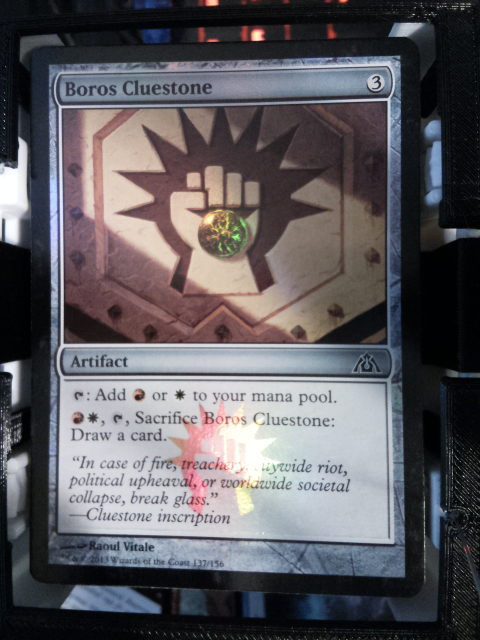 Boros Cluestone 3
Artifact
: Add or to your mana pool.
, , Sacrifice Boros Cluestone:
Draw a card.
"In case of fire, treachery, citywide riot,
political upheaval, or worldwide societal
collapse, break glass."
—Cluestone inscription
Raoul Vitale
2013 Wizards of the Coast 137/156